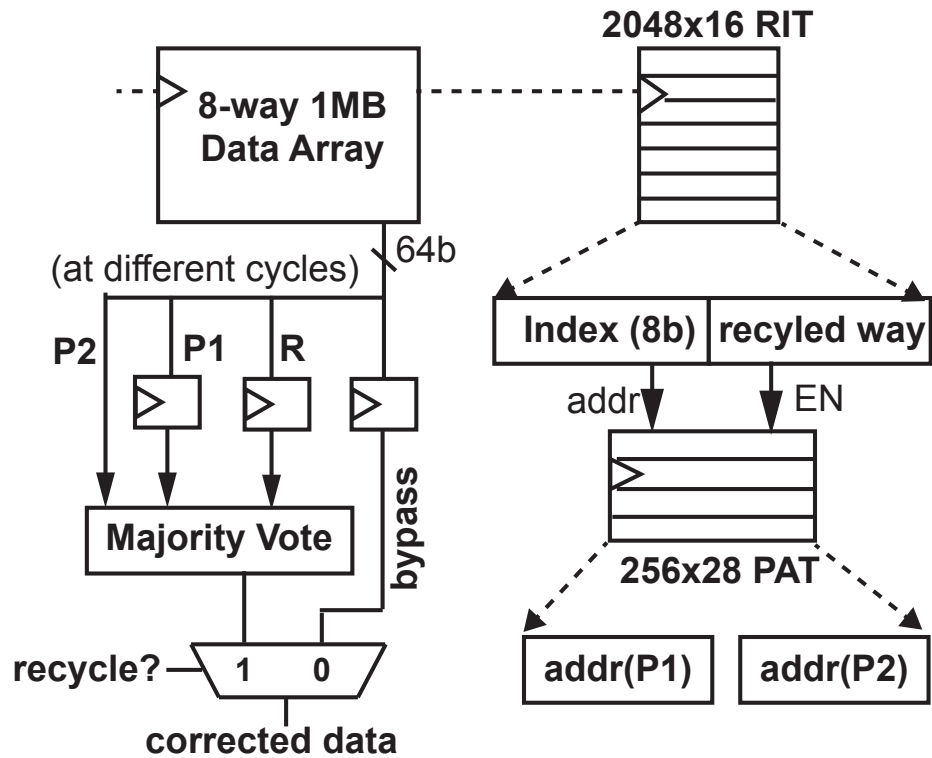 2048x16 RIT
8-way 1MB
Data Array
64b
(at different cycles)
P2
P1
R
Index (8b)
recyled way
addr
EN
bypass
Majority Vote
256x28 PAT
recycle?
1
0
addr(P1)
addr(P2)
corrected data